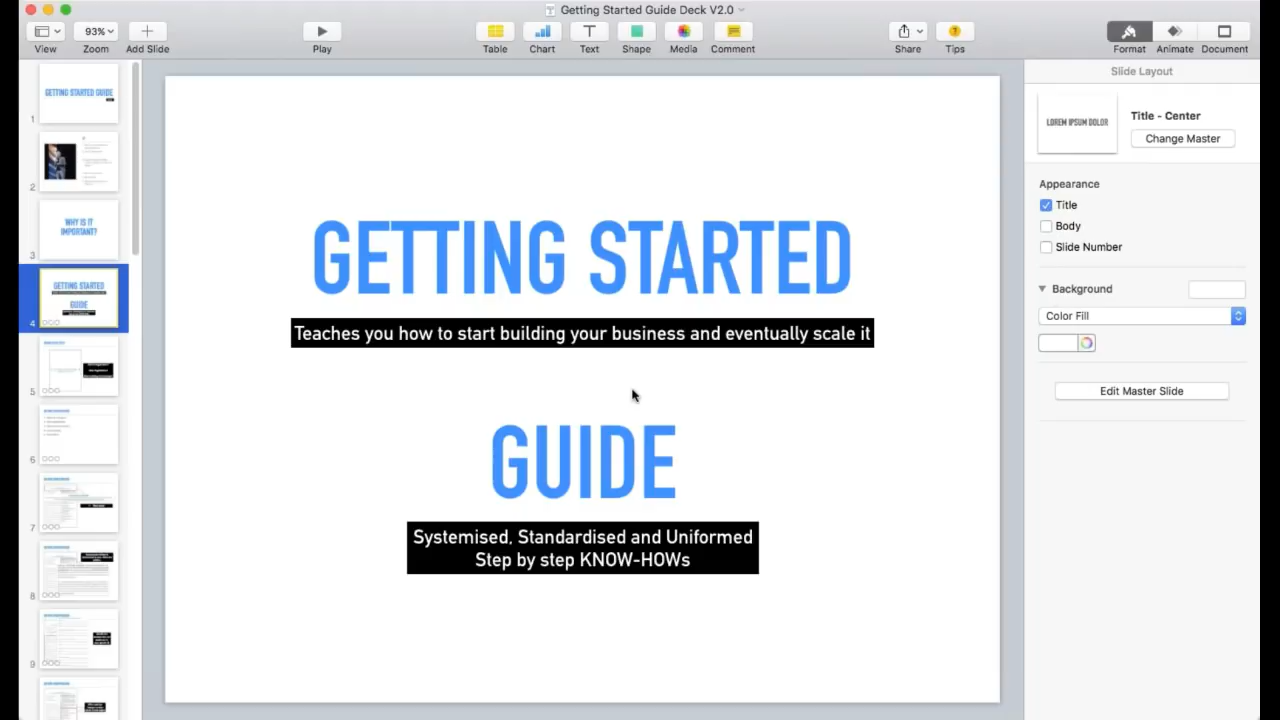 Getting Started Guide Deck V2.0
93%
View
Zoom
Add Slide
Play
Table
Chart
Text
Shape
Media
Comment
Share
Tips
Format
Animate
Document
GETTING STARTED GUIDE
1
2
WHY IS IT
IMPORTANT?
3
GETTING STARTED
GUIDE
4
5
6
7
8
9
GETTING STARTED
Teaches you how to start building your business and eventually scale it
GUIDE
Systemised, Standardised and Uniformed
Step by step KNOW-HOWs
Slide Layout
LOREM IPSUM DOLOR
Title - Center
Change Master
Appearance
Title
Body
Slide Number
Background
Color Fill
Edit Master Slide